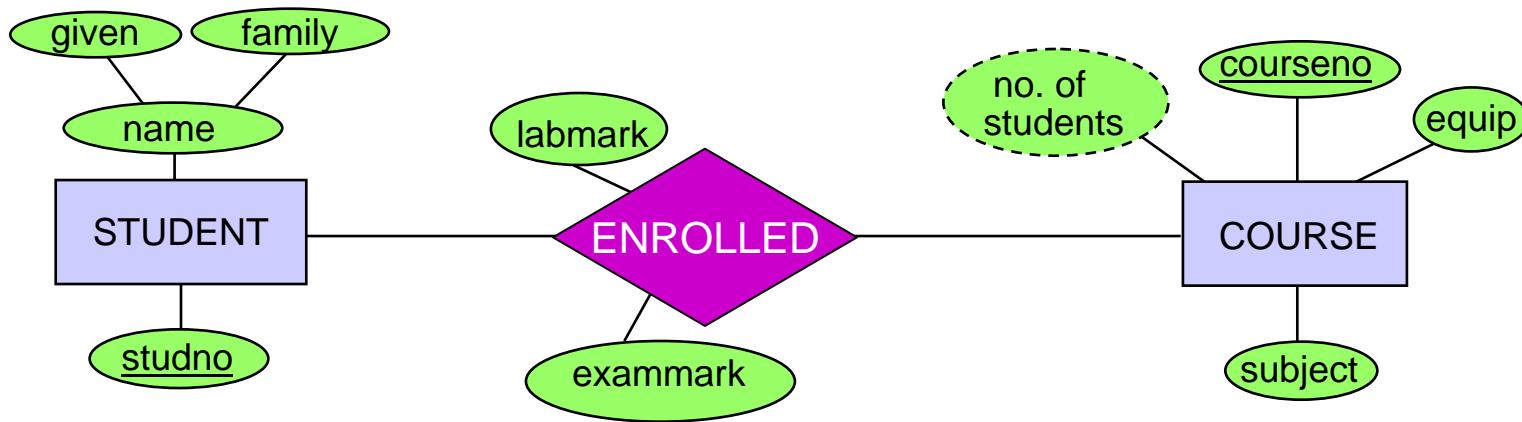 given
family
name
STUDENT
studno
labmark
ENROLLED
exammark
no. of
students
courseno
equip
COURSE
subject